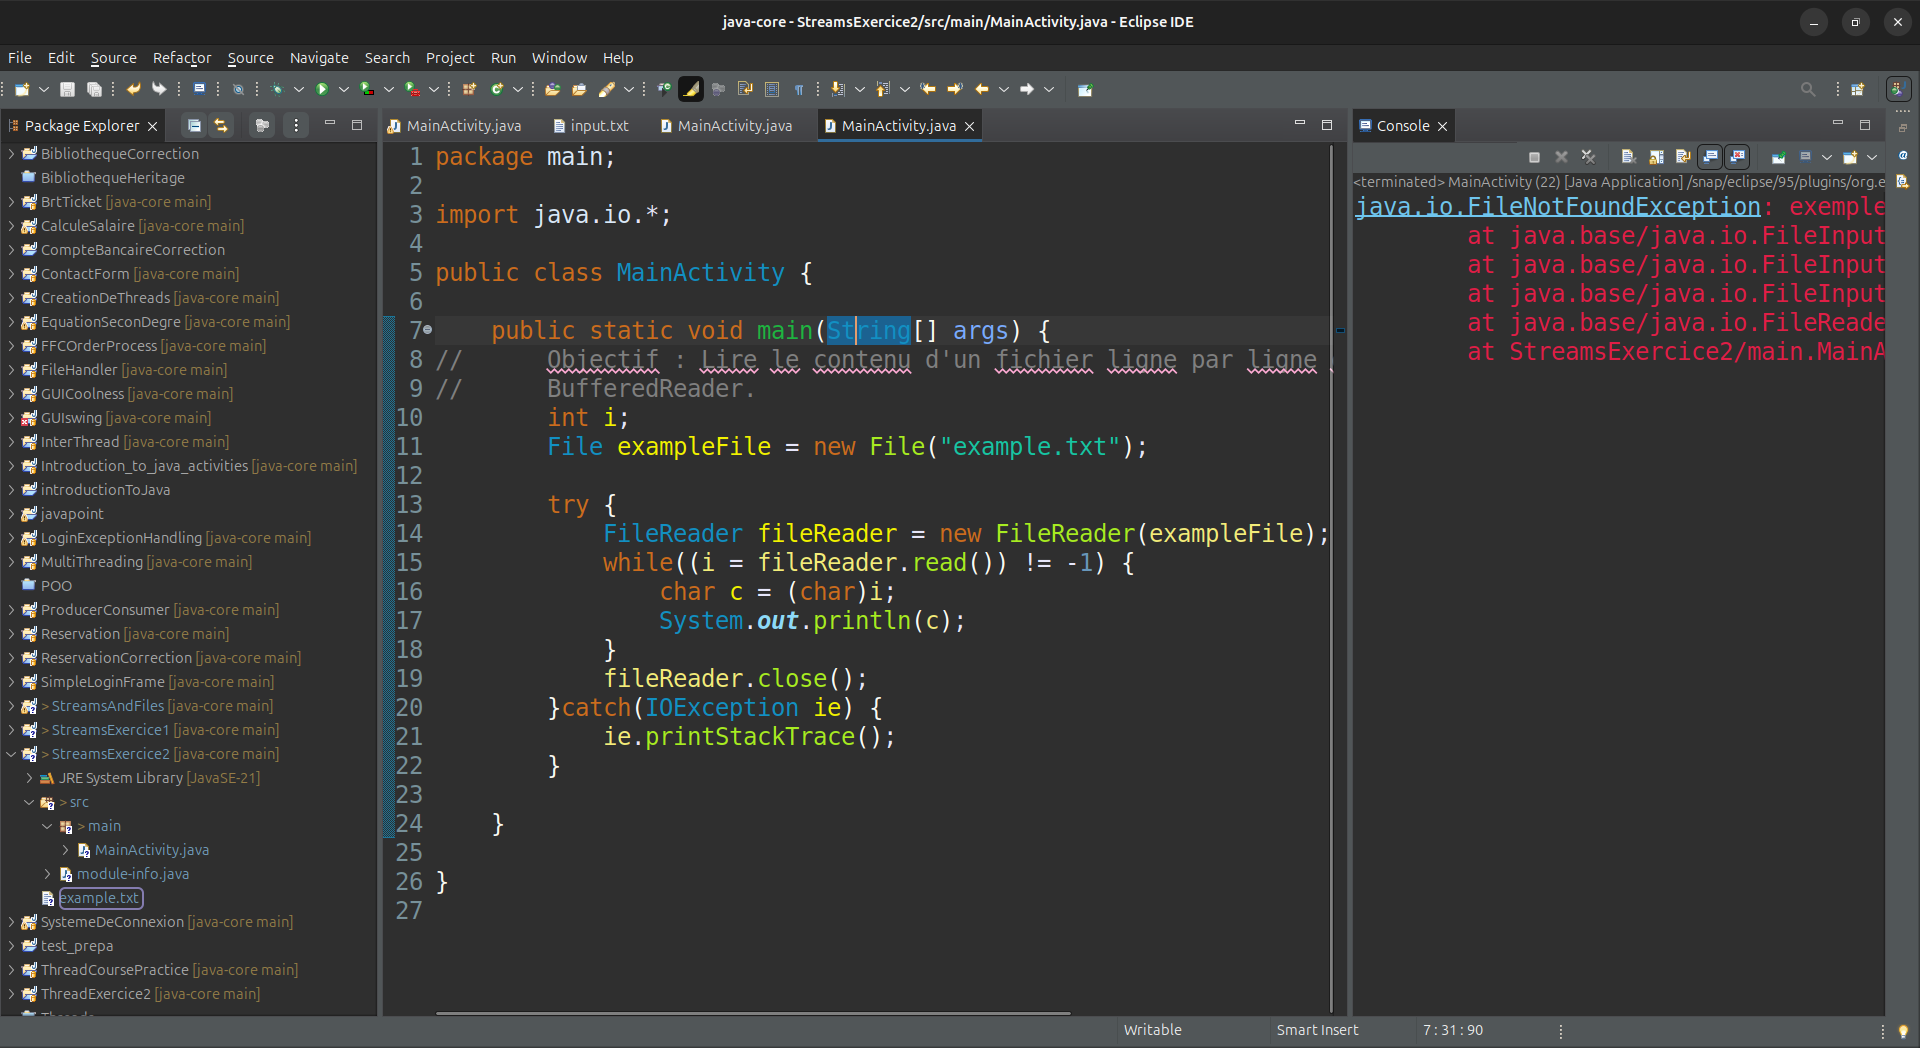 java-core - StreamsExercice2/src/main/MainActivity.java - Eclipse IDE
File Edit Source Refactor Source Navigate Search Project Run Window Help
Package Explorer
BibliothequeCorrection
BibliothequeHeritage
BrtTicket [java-core main]
CalculeSalaire [java-core main]
CompteBancaireCorrection
ContactForm [java-core main]
CreationDeThreads [java-core main]
EquationSeconDegre [java-core main]
FFCOrderProcess [java-core main]
FileHandler [java-core main]
GUICoolness [java-core main]
GUIswing [java-core main]
InterThread [java-core main]
Introduction_to_java_activities [java-core main]
introductionToJava
javapoint
LoginExceptionHandling [java-core main]
MultiThreading [java-core main]
POO
ProducerConsumer [java-core main]
Reservation [java-core main]
ReservationCorrection [java-core main]
SimpleLoginFrame [java-core main]
> StreamsAndFiles [java-core main]
> StreamsExercice1 [java-core main]
> StreamsExercice2 [java-core main]
JRE System Library [JavaSE-21]
> src
> main
MainActivity.java
module-info.java
example.txt
SystemeDeConnexion [java-core main]
test_prepa
ThreadCoursePractice [java-core main]
ThreadExercice2 [java-core main]
MainActivity.java input.txt MainActivity.java MainActivity.java
1 package main;
2
3 import java.io.*;
4
5 public class MainActivity {
6
7 public static void main(String[] args) {
8 // Objectif : Lire le contenu d'un fichier ligne par ligne
9 // BufferedReader.
10 int i;
11 File exampleFile = new File("example.txt");
12
13 try {
14 FileReader fileReader = new FileReader(exampleFile);
15 while((i = fileReader.read()) != -1) {
16 char c = (char)i;
17 System.out.println(c);
18 }
19 fileReader.close();
20 }catch(IOException ie) {
21 ie.printStackTrace();
22 }
23
24 }
25
26 }
27
Console
<terminated> MainActivity (22) [Java Application] /snap/eclipse/95/plugins/org.e
java.io.FileNotFoundException: exemple
at java.base/java.io.FileInput
at java.base/java.io.FileInput
at java.base/java.io.FileInput
at java.base/java.io.FileReade
at StreamsExercice2/main.MainA
Writable Smart Insert 7 : 31 : 90